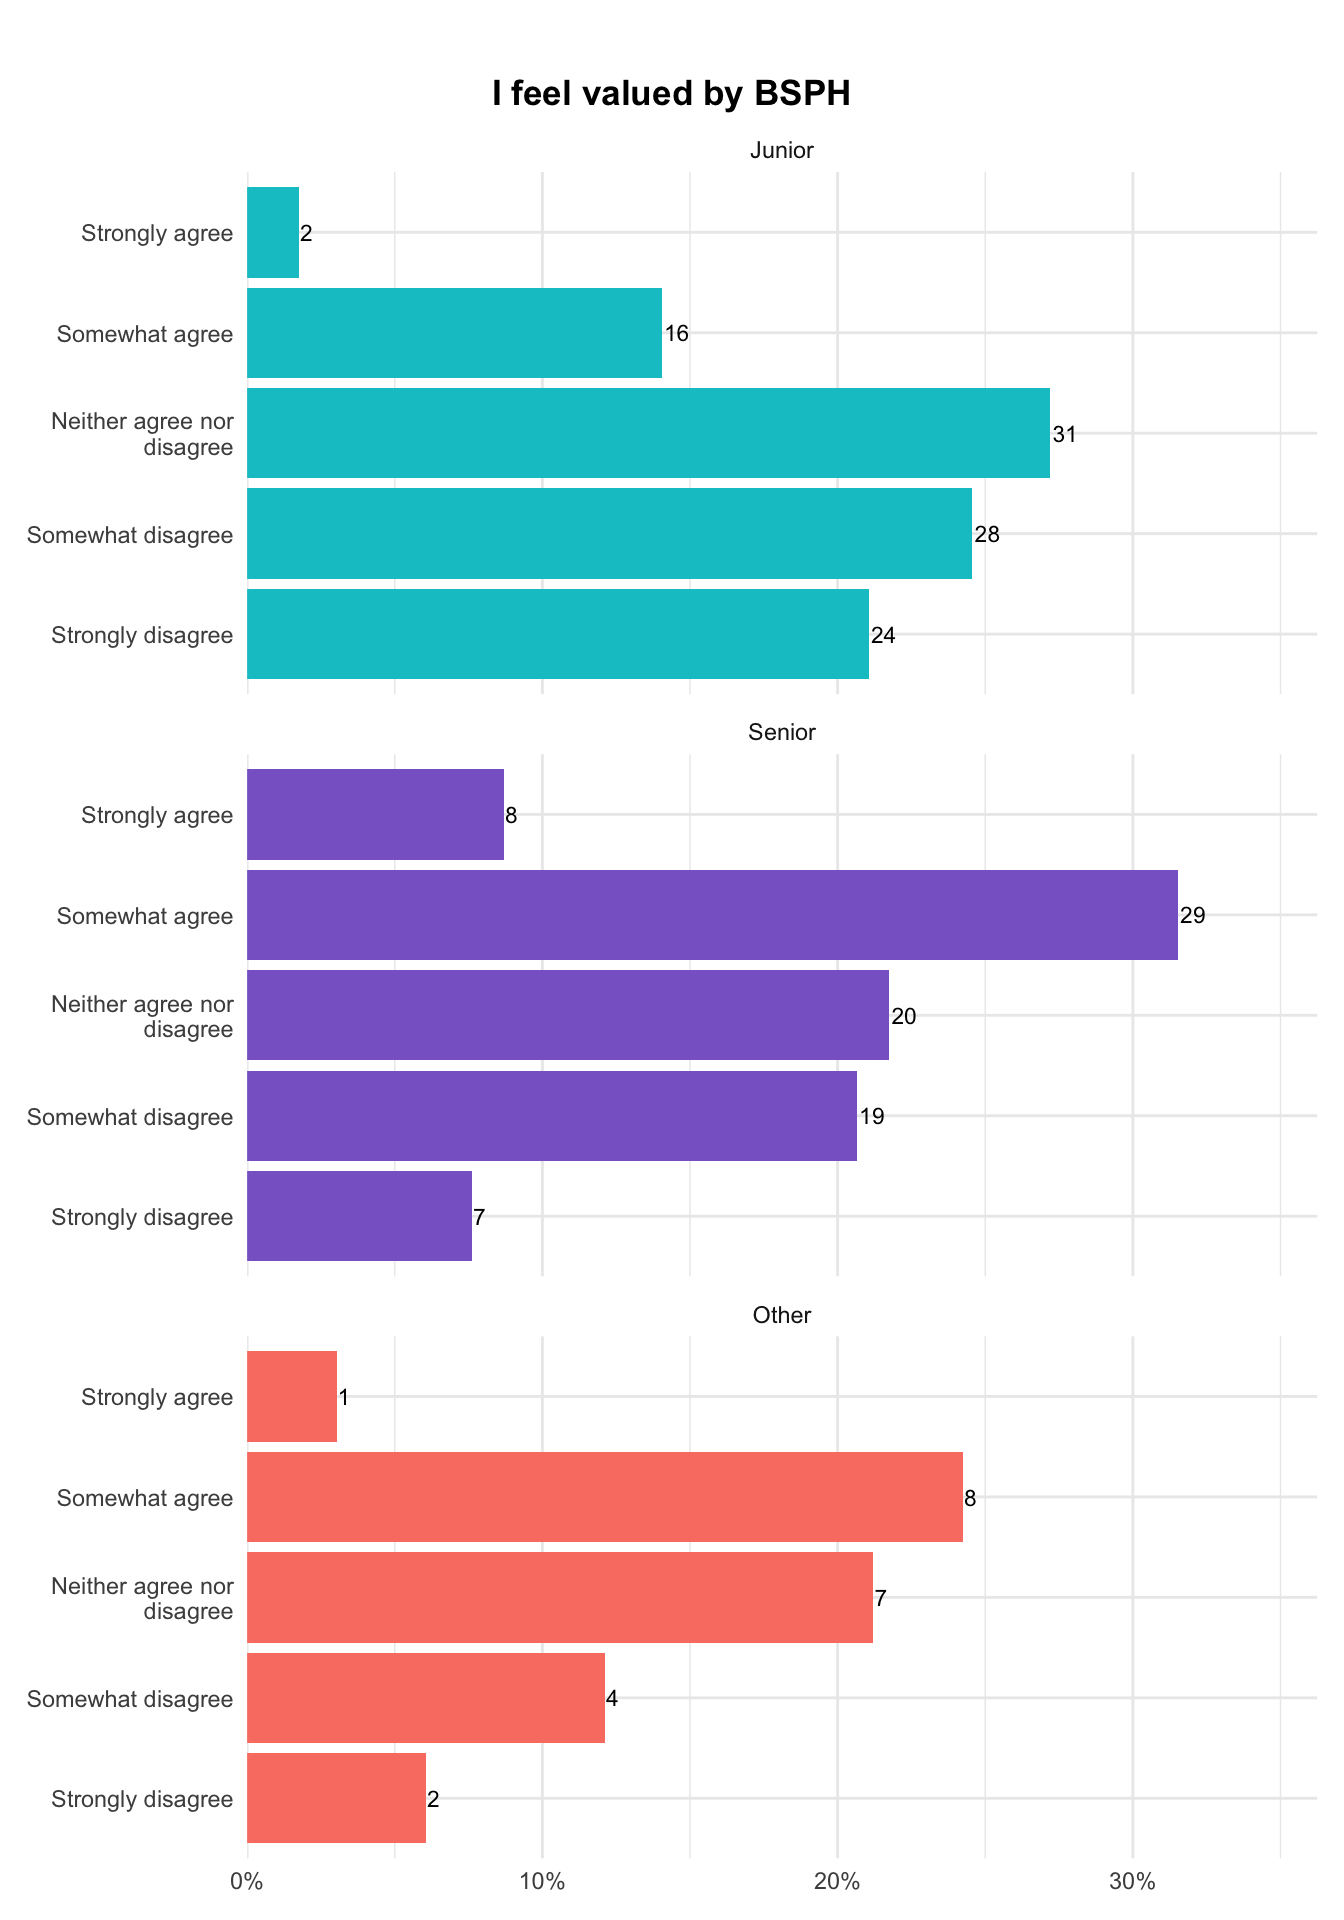 I feel valued by BSPH
Junior
Strongly agree
2
Somewhat agree
16
Neither agree nor
disagree
31
Somewhat disagree
28
Strongly disagree
24
Senior
Strongly agree
8
Somewhat agree
29
Neither agree nor
disagree
20
Somewhat disagree
19
Strongly disagree
7
Other
Strongly agree
1
Somewhat agree
8
Neither agree nor
disagree
7
Somewhat disagree
4
Strongly disagree
2
0% 10% 20% 30%